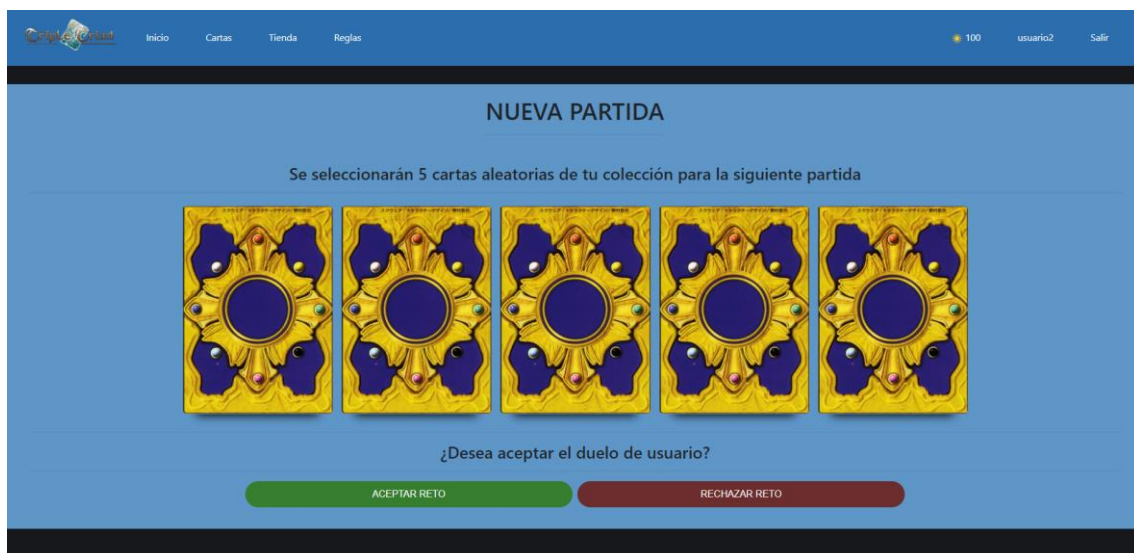 Inicio Cartas Tienda Reglas 100 usuario2 Salir
NUEVA PARTIDA
Se seleccionarán 5 cartas aleatorias de tu colección para la siguiente partida
¿Desea aceptar el duelo de usuario?
ACEPTAR RETO RECHAZAR RETO